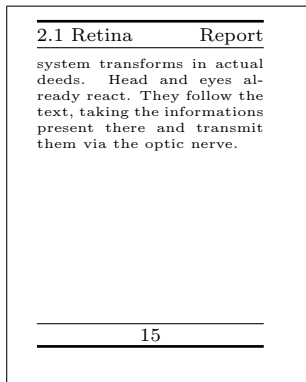 2.1 Retina Report
system transforms in actual
deeds. Head and eyes al-
ready react. They follow the
text, taking the informations
present there and transmit
them via the optic nerve.
15